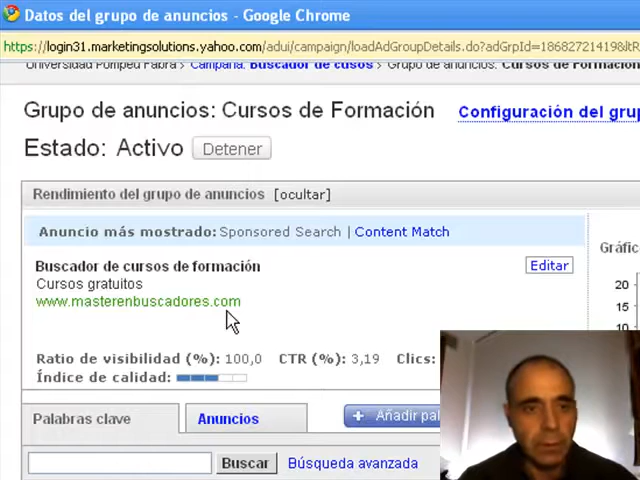 Datos del grupo de anuncios - Google Chrome
https://login31.marketingsolutions.yahoo.com/adui/campaign/loadAdGroupDetails.do?adGrpId=18682721419&
Universidad Pompeu Fabra > Campaña: Buscador de cusos > Grupo de anuncios: Cursos de Formación
Grupo de anuncios: Cursos de Formación Configuración del
Estado: Activo Detener
Rendimiento del grupo de anuncios [ocultar]
Anuncio más mostrado: Sponsored Search | Content Match
Buscador de cursos de formación Editar
Cursos gratuitos
www.masterenbuscadores.com
Ratio de visibilidad (%): 100,0 CTR (%): 3,19 Clics:
Índice de calidad:
Gráfic
20
15
10
Palabras clave Anuncios + Añadir pal
Buscar Búsqueda avanzada